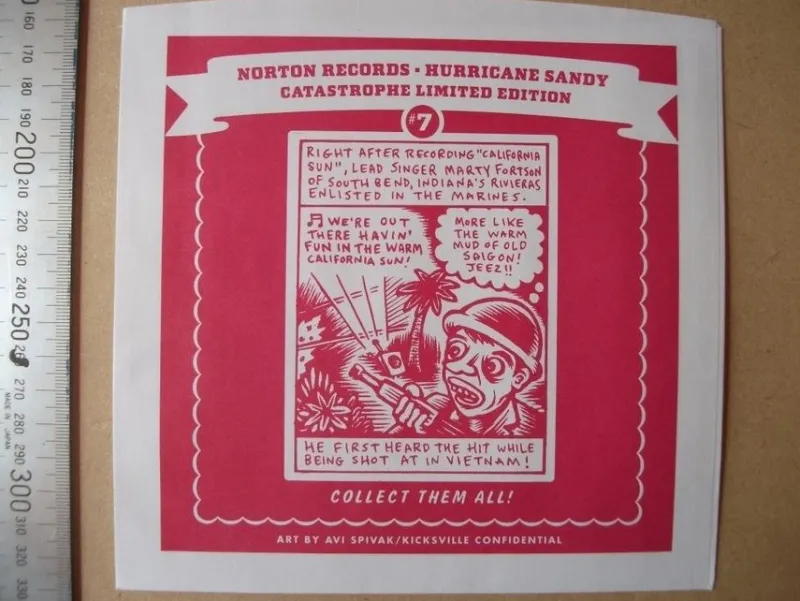 NORTON RECORDS · HURRICANE SANDY
CATASTROPHE LIMITED EDITION
#7
RIGHT AFTER RECORDING "CALIFORNIA
SUN", LEAD SINGER MARTY FORTSON
OF SOUTH BEND, INDIANA'S RIVIERAS
ENLISTED IN THE MARINES.
♫ WE'RE OUT
THERE HAVIN'
FUN IN THE WARM
CALIFORNIA SUN!
MORE LIKE
THE WARM
MUD OF OLD
SAIGON!
JEEZ!!
HE FIRST HEARD THE HIT WHILE
BEING SHOT AT IN VIETNAM!
COLLECT THEM ALL!
ART BY AVI SPIVAK/KICKSVILLE CONFIDENTIAL
160
170
180
190
200
210
220
230
240
250
260
270
280
290
300
310
320
330
MADE IN JAPAN